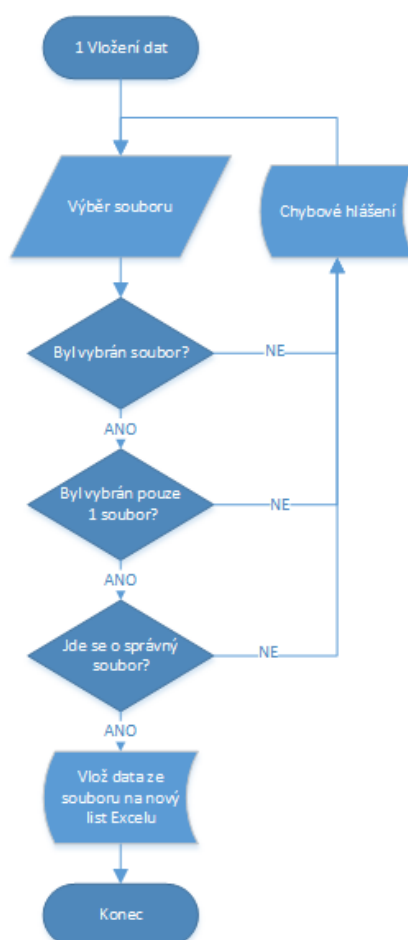 1 Vložení dat
Výběr souboru
Chybové hlášení
Byl vybrán soubor?
NE
ANO
Byl vybrán pouze
1 soubor?
NE
ANO
Jde se o správný
soubor?
NE
ANO
Vlož data ze
souboru na nový
list Excelu
Konec